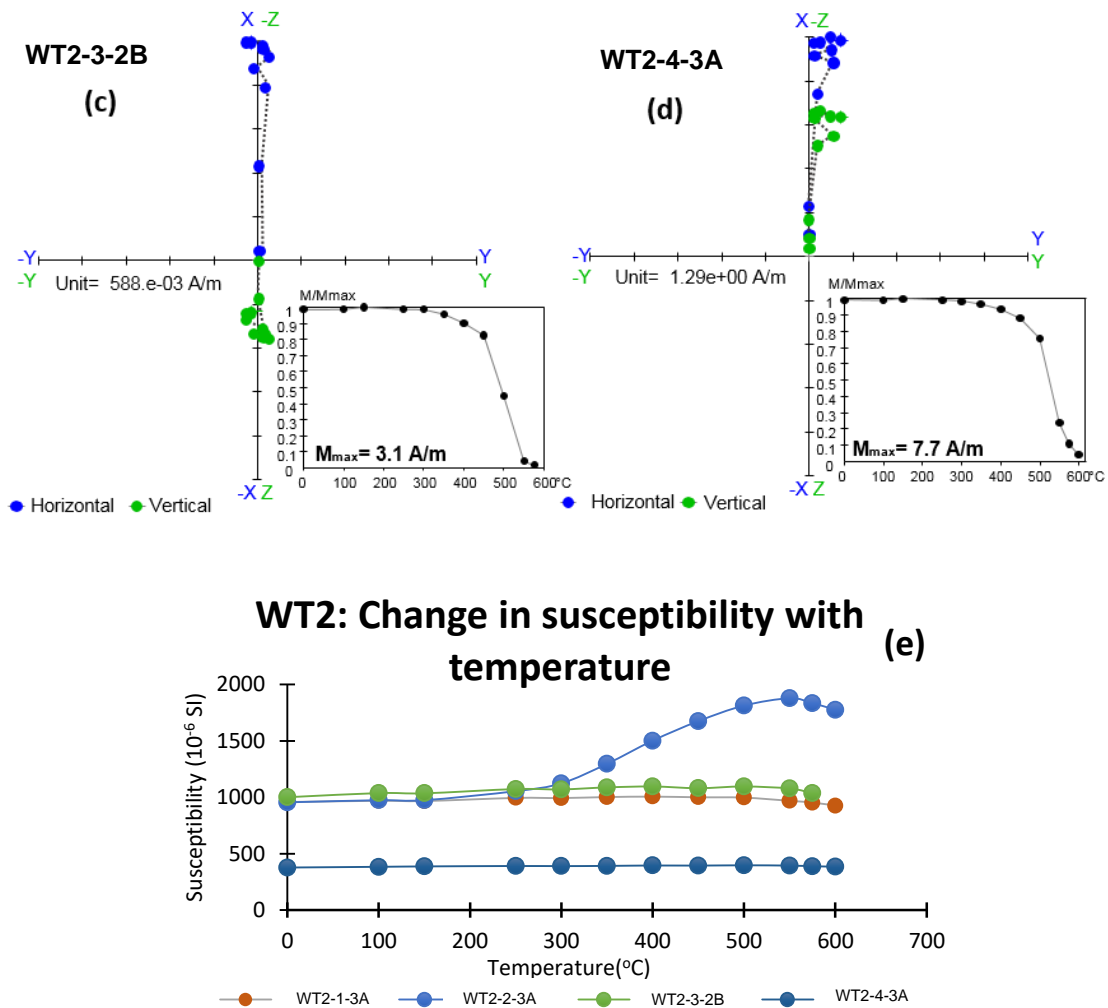 X -Z
WT2-3-2B
(c)
-Y
Y
-Y
Y
Unit= 588.e-03 A/m
M/Mmax
1
0.9
0.8
0.7
0.6
0.5
0.4
0.3
0.2
0.1
0
Mmax= 3.1 A/m
0 100 200 300 400 500 600°C
-X Z
Horizontal Vertical
X -Z
WT2-4-3A
(d)
-Y
Y
-Y
Y
Unit= 1.29e+00 A/m
M/Mmax
1
0.9
0.8
0.7
0.6
0.5
0.4
0.3
0.2
0.1
0
Mmax= 7.7 A/m
0 100 200 300 400 500 600°C
-X Z
Horizontal Vertical
WT2: Change in susceptibility with
temperature
(e)
Susceptibility (10-6 SI)
2000
1500
1000
500
0
0 100 200 300 400 500 600 700
Temperature(oC)
WT2-1-3A WT2-2-3A WT2-3-2B WT2-4-3A